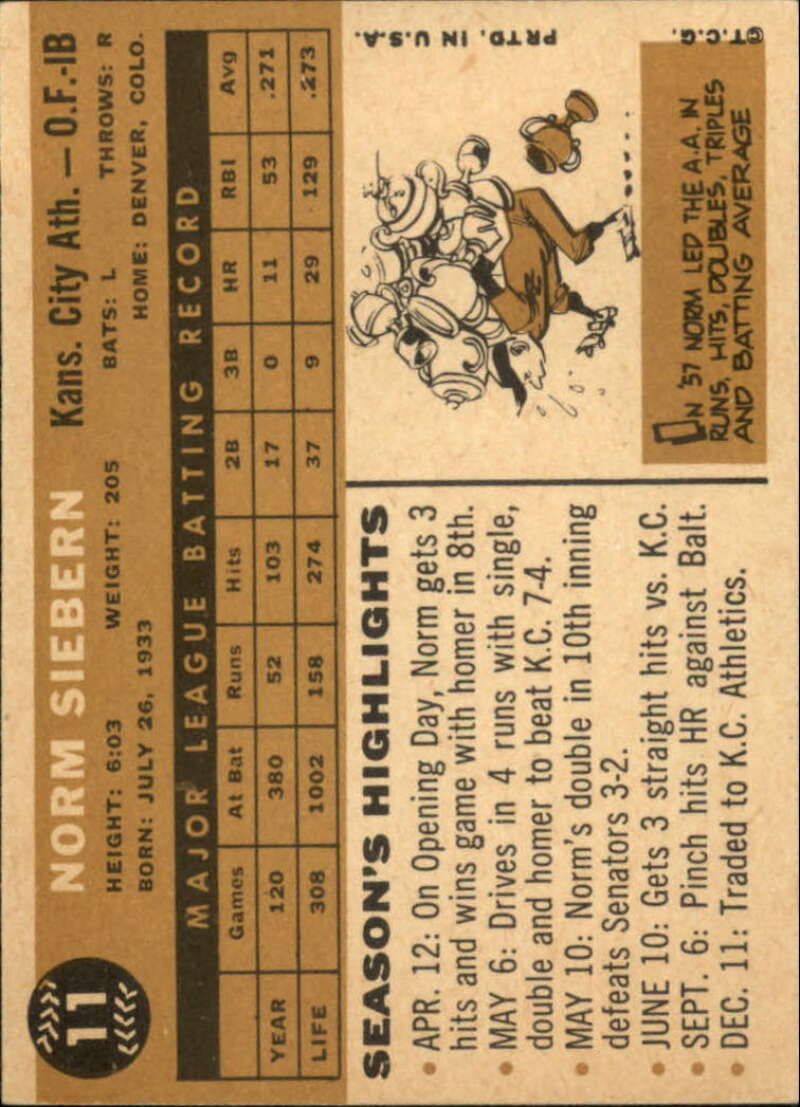 11
NORM SIEBERN Kans. City Ath. — O.F.-1B
HEIGHT: 6:03 WEIGHT: 205 BATS: L THROWS: R
BORN: JULY 26, 1933 HOME: DENVER, COLO.
MAJOR LEAGUE BATTING RECORD
Games At Bat Runs Hits 2B 3B HR RBI Avg
YEAR 120 380 52 103 17 0 11 53 .271
LIFE 308 1002 158 274 37 9 29 129 .273
SEASON'S HIGHLIGHTS
• APR. 12: On Opening Day, Norm gets 3
hits and wins game with homer in 8th.
• MAY 6: Drives in 4 runs with single,
double and homer to beat K.C. 7-4.
• MAY 10: Norm's double in 10th inning
defeats Senators 3-2.
• JUNE 10: Gets 3 straight hits vs. K.C.
• SEPT. 6: Pinch hits HR against Balt.
• DEC. 11: Traded to K.C. Athletics.
IN '57 NORM LED THE A.A. IN
RUNS, HITS, DOUBLES, TRIPLES
AND BATTING AVERAGE
©T.C.G. PRTD. IN U.S.A.